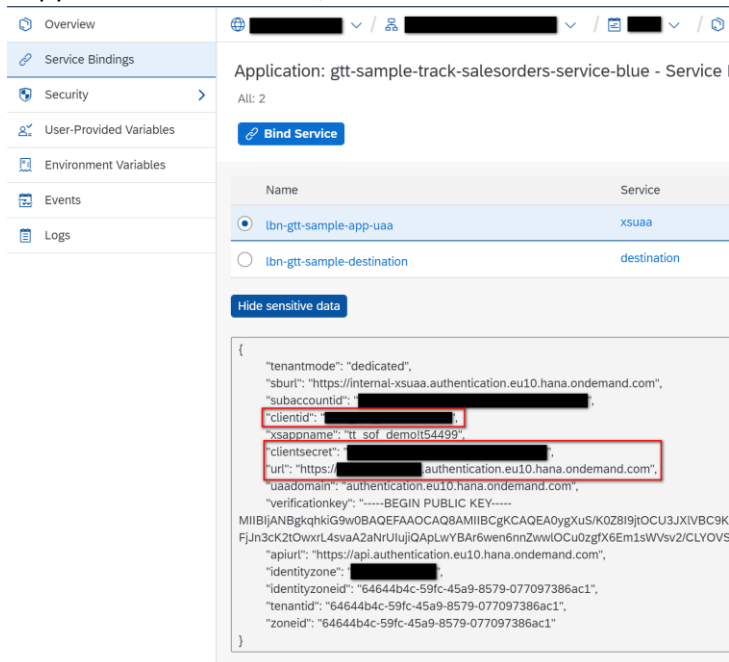 Overview
Service Bindings
Security
User-Provided Variables
Environment Variables
Events
Logs
/
/
/
Application: gtt-sample-track-salesorders-service-blue - Service
All: 2
Bind Service
Name Service
lbn-gtt-sample-app-uaa xsuaa
lbn-gtt-sample-destination destination
Hide sensitive data
{
"tenantmode": "dedicated",
"sburl": "https://internal-xsuaa.authentication.eu10.hana.ondemand.com",
"subaccountid": " ",
"clientid": " ",
"xsappname": "tt_sof_demo!t54499",
"clientsecret": " ",
"url": "https:// .authentication.eu10.hana.ondemand.com",
"uaadomain": "authentication.eu10.hana.ondemand.com",
"verificationkey": "-----BEGIN PUBLIC KEY-----
MIIBIjANBgkqhkiG9w0BAQEFAAOCAQ8AMIIBCgKCAQEA0ygXuS/K0Z8I9jtOCU3JXlVBC9K
FjJn3cK2tOwxrL4svaA2aNrUIujiQApLwYBAr6wen6nnZwwlOCu0zgfX6Em1sWVsv2/CLYOVS
"apiurl": "https://api.authentication.eu10.hana.ondemand.com",
"identityzone": " ",
"identityzoneid": "64644b4c-59fc-45a9-8579-077097386ac1",
"tenantid": "64644b4c-59fc-45a9-8579-077097386ac1",
"zoneid": "64644b4c-59fc-45a9-8579-077097386ac1"
}